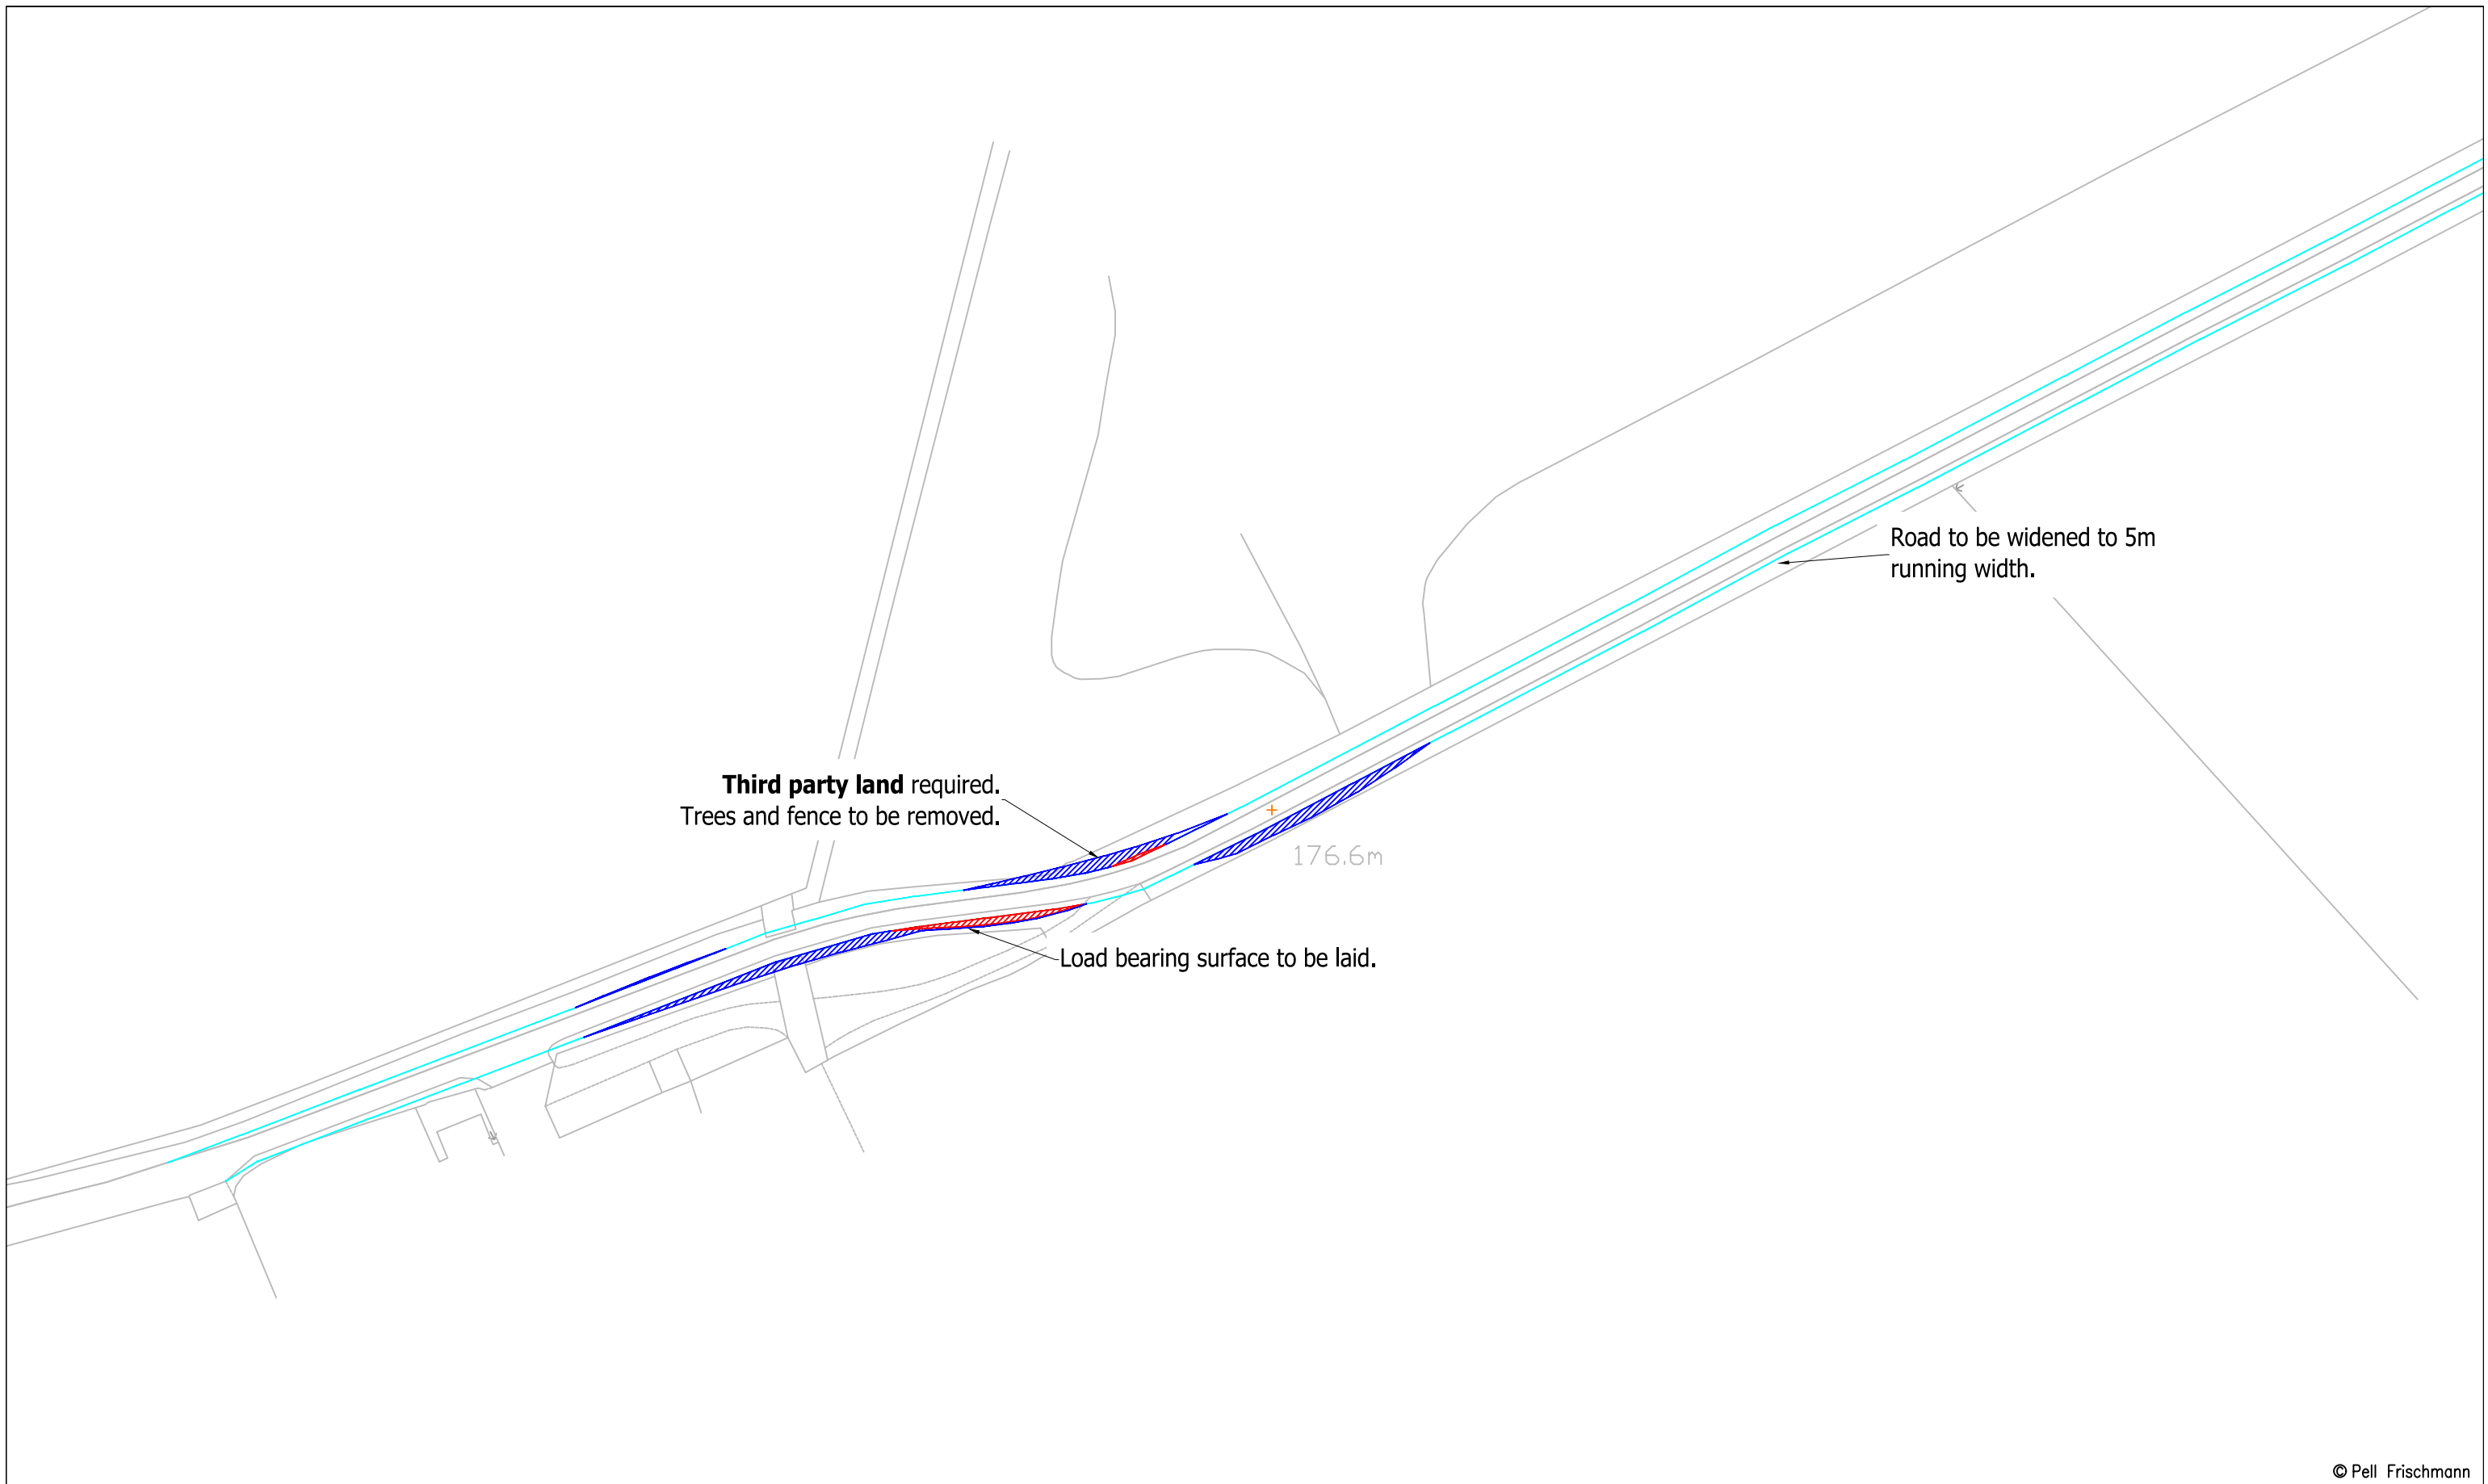 Road to be widened to 5m
running width.
Third party land required.
Trees and fence to be removed.
176.6m
Load bearing surface to be laid.
© Pell Frischmann